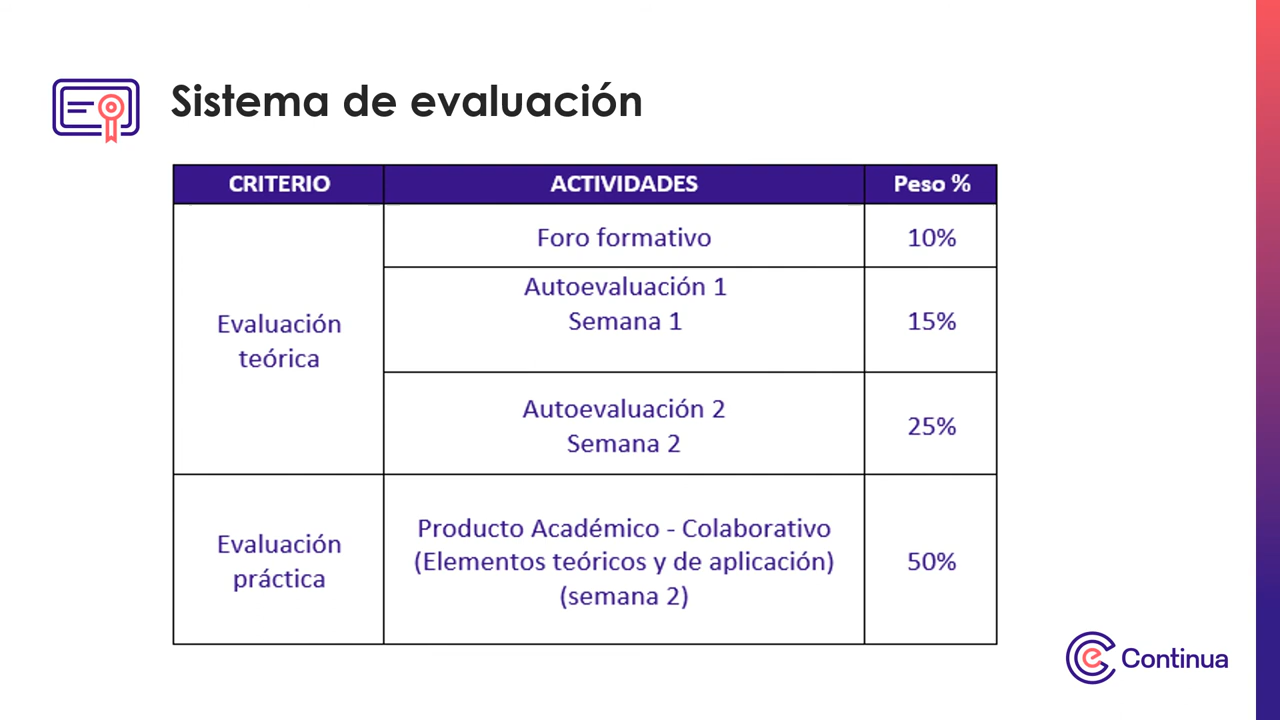 Sistema de evaluación
CRITERIO
ACTIVIDADES
Peso %
Evaluación
teórica
Foro formativo
10%
Autoevaluación 1
Semana 1
15%
Autoevaluación 2
Semana 2
25%
Evaluación
práctica
Producto Académico - Colaborativo
(Elementos teóricos y de aplicación)
(semana 2)
50%
Continua